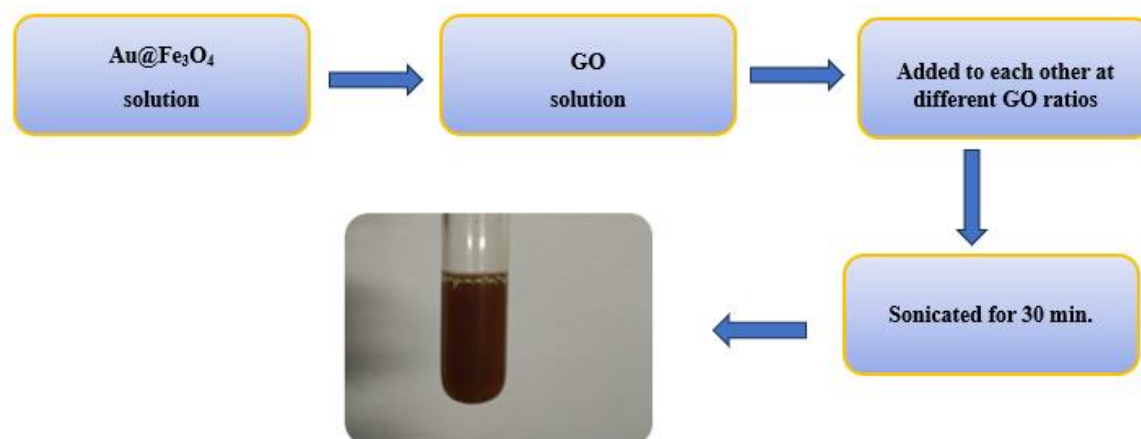 Au@Fe₃O₄
solution
GO
solution
Added to each other at
different GO ratios
Sonicated for 30 min.